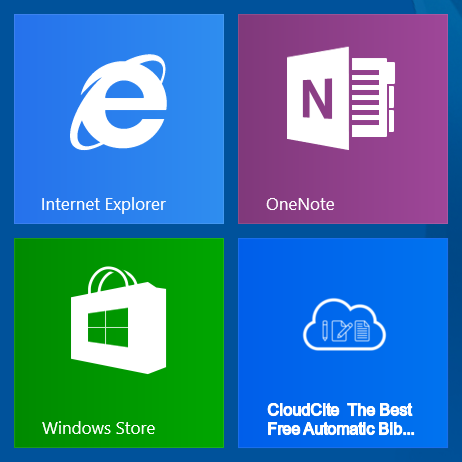 Internet Explorer
N
OneNote
Windows Store
CloudCite The Best
Free Automatic Bib...